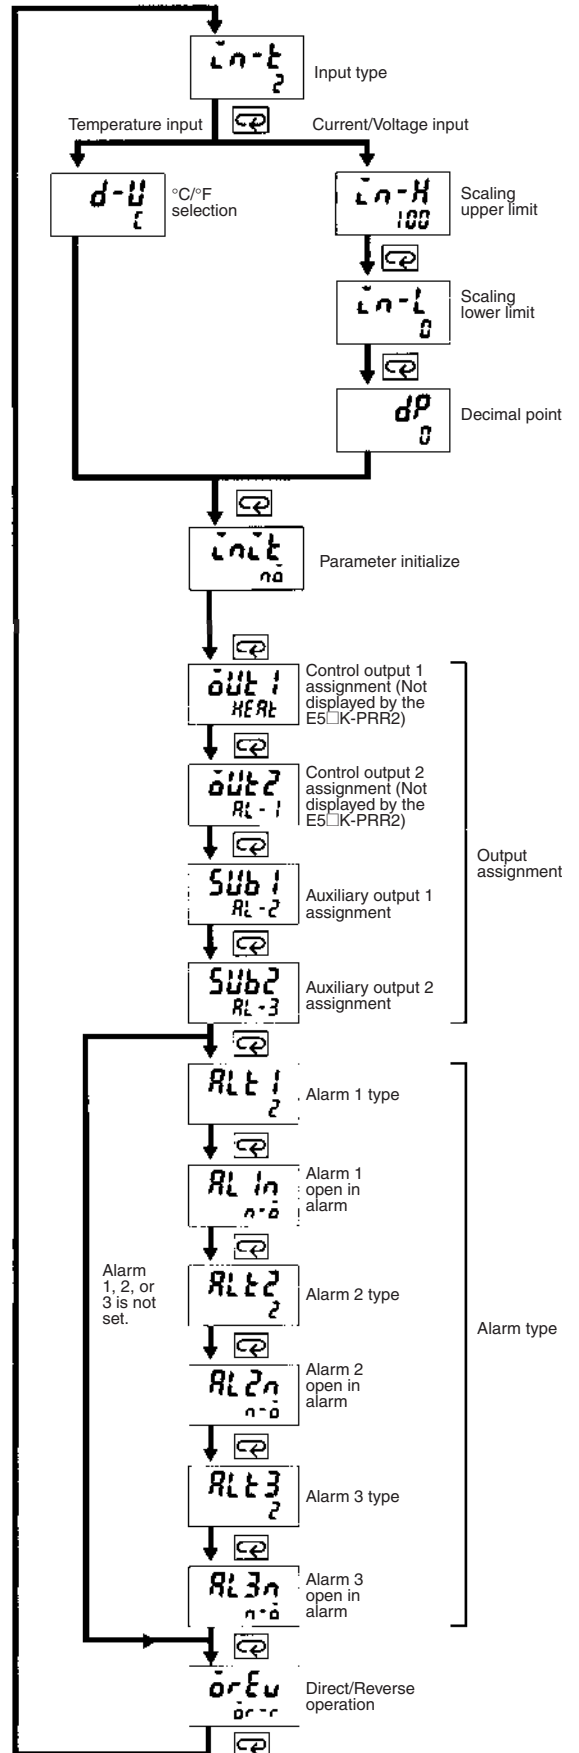 in-t
2
Input type
Temperature input
Current/Voltage input
d-U
C
°C/°F
selection
in-H
100
Scaling
upper limit
in-L
0
Scaling
lower limit
dP
0
Decimal point
init
no
Parameter initialize
out1
HEAt
Control output 1
assignment (Not
displayed by the
E5□K-PRR2)
out2
AL-1
Control output 2
assignment (Not
displayed by the
E5□K-PRR2)
SUb1
AL-2
Auxiliary output 1
assignment
SUb2
AL-3
Auxiliary output 2
assignment
Output
assignment
ALt1
2
Alarm 1 type
AL1n
n-o
Alarm 1
open in
alarm
ALt2
2
Alarm 2 type
Alarm
1, 2, or
3 is not
set.
Alarm type
AL2n
n-o
Alarm 2
open in
alarm
ALt3
2
Alarm 3 type
AL3n
n-o
Alarm 3
open in
alarm
orEv
or-r
Direct/Reverse
operation